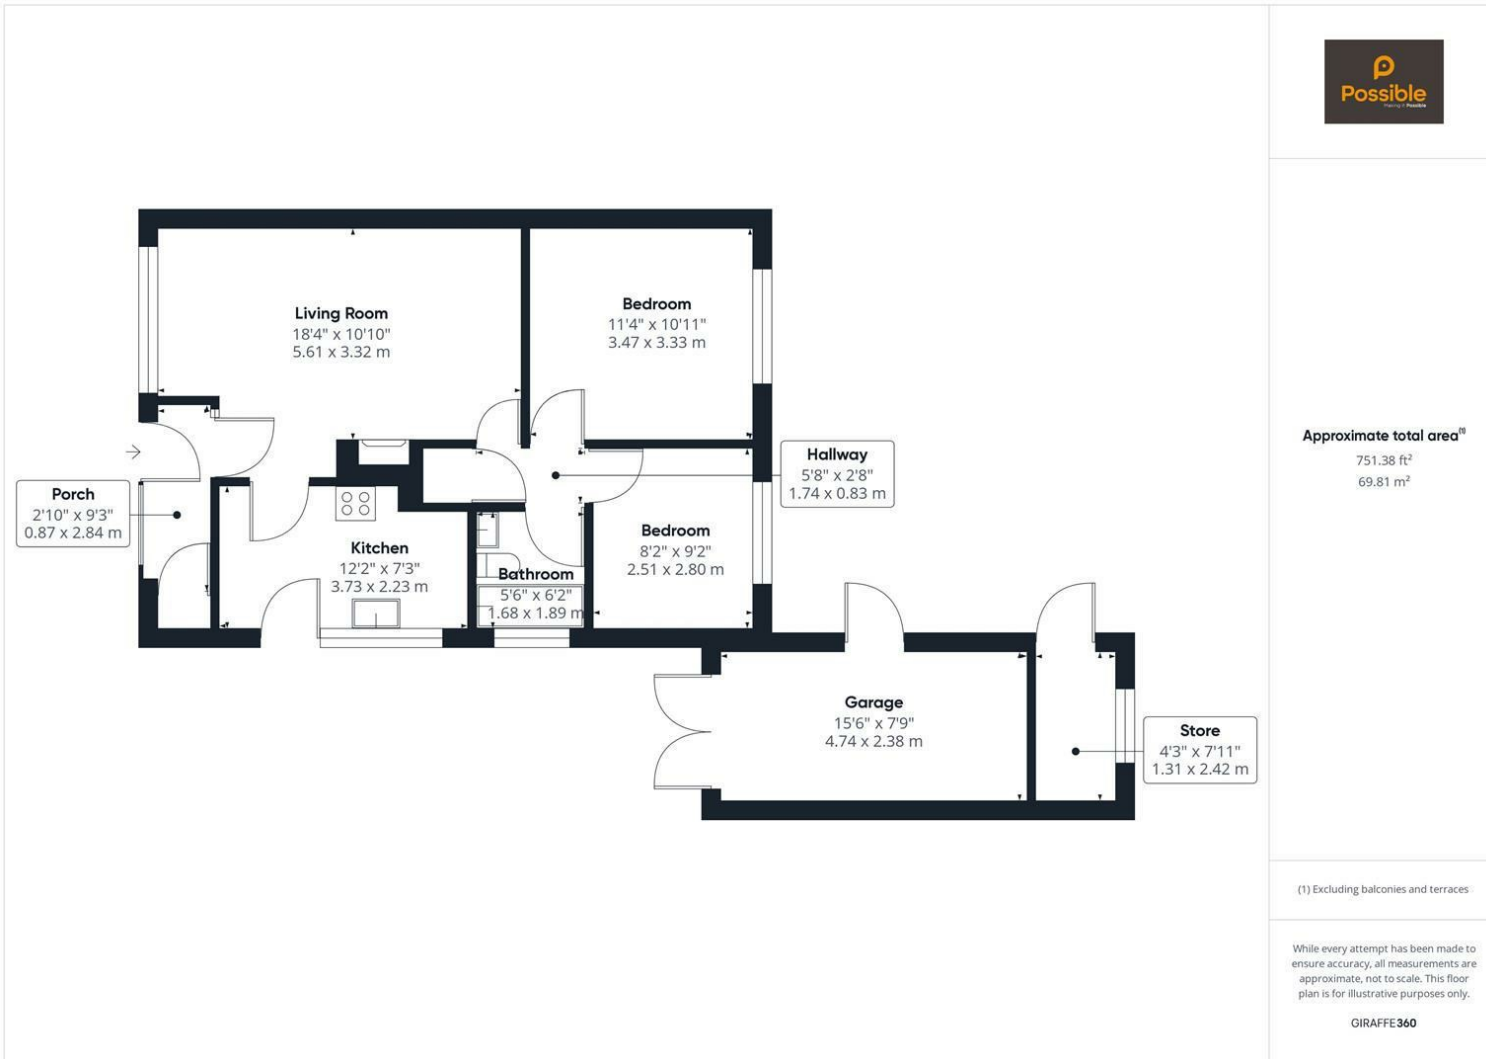 Possible
Making it Possible
Living Room
18'4" x 10'10"
5.61 x 3.32 m
Bedroom
11'4" x 10'11"
3.47 x 3.33 m
Approximate total area⁽¹⁾
751.38 ft²
69.81 m²
Hallway
5'8" x 2'8"
1.74 x 0.83 m
Porch
2'10" x 9'3"
0.87 x 2.84 m
Kitchen
12'2" x 7'3"
3.73 x 2.23 m
Bathroom
5'6" x 6'2"
1.68 x 1.89 m
Bedroom
8'2" x 9'2"
2.51 x 2.80 m
Garage
15'6" x 7'9"
4.74 x 2.38 m
Store
4'3" x 7'11"
1.31 x 2.42 m
(1) Excluding balconies and terraces
While every attempt has been made to
ensure accuracy, all measurements are
approximate, not to scale. This floor
plan is for illustrative purposes only.
GIRAFFE360